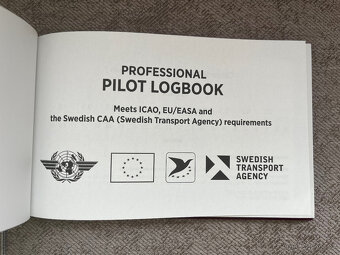 PROFESSIONAL
PILOT LOGBOOK
Meets ICAO, EU/EASA and
the Swedish CAA (Swedish Transport Agency) requirements
SWEDISH
TRANSPORT
AGENCY